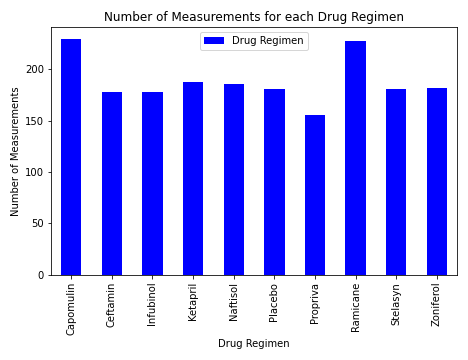 Number of Measurements for each Drug Regimen
Drug Regimen
Number of Measurements
200
150
100
50
0
Capomulin
Ceftamin
Infubinol
Ketapril
Naftisol
Placebo
Propriva
Ramicane
Stelasyn
Zoniferol
Drug Regimen